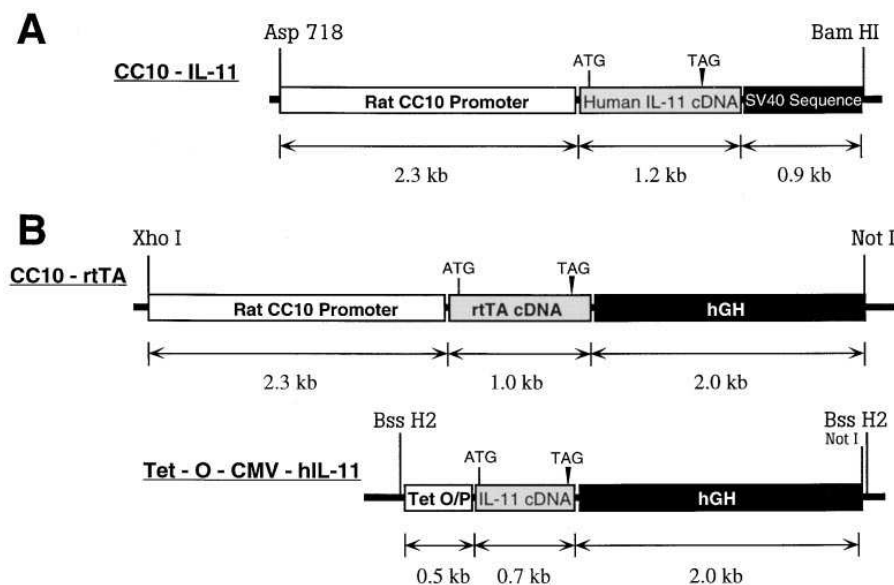 A
Asp 718
Bam HI
CC10 - IL-11
ATG
TAG
Rat CC10 Promoter
Human IL-11 cDNA
SV40 Sequence
2.3 kb
1.2 kb
0.9 kb
B
Xho I
Not I
CC10 - rtTA
ATG
TAG
Rat CC10 Promoter
rtTA cDNA
hGH
2.3 kb
1.0 kb
2.0 kb
Bss H2
Bss H2
Not I
Tet - O - CMV - hIL-11
ATG
TAG
Tet O/P
IL-11 cDNA
hGH
0.5 kb
0.7 kb
2.0 kb